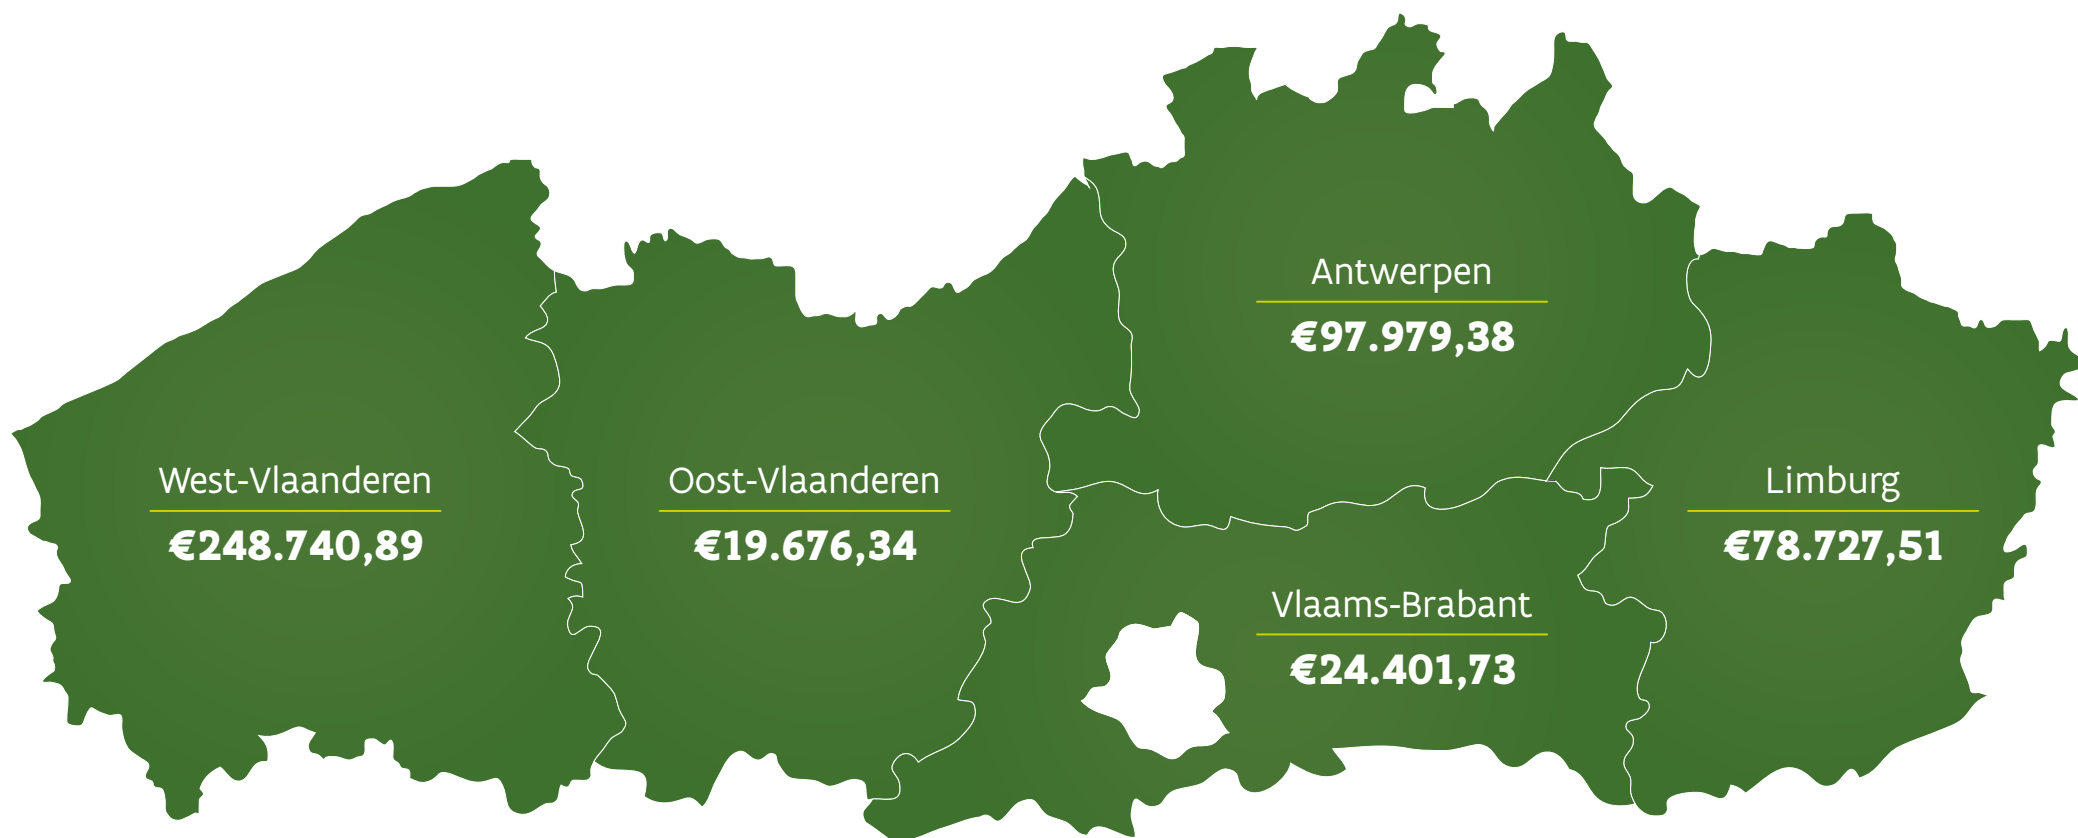 Antwerpen
€97.979,38
West-Vlaanderen
€248.740,89
Oost-Vlaanderen
€19.676,34
Limburg
€78.727,51
Vlaams-Brabant
€24.401,73